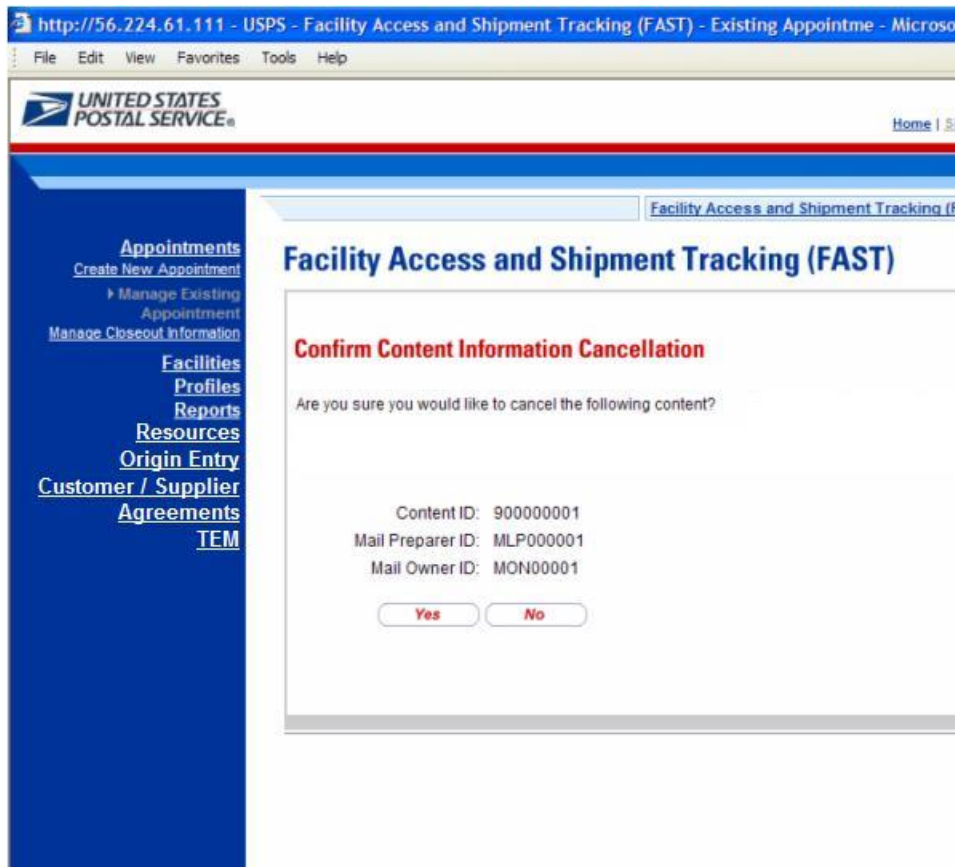 http://56.224.61.111 - USPS - Facility Access and Shipment Tracking (FAST) - Existing Appointme - Microso
File Edit View Favorites Tools Help
UNITED STATES
POSTAL SERVICE®
Home |
Facility Access and Shipment Tracking (F
Appointments
Create New Appointment
Manage Existing
Appointment
Manage Closeout Information
Facilities
Profiles
Reports
Resources
Origin Entry
Customer / Supplier
Agreements
TEM
Facility Access and Shipment Tracking (FAST)
Confirm Content Information Cancellation
Are you sure you would like to cancel the following content?
Content ID: 900000001
Mail Preparer ID: MLP000001
Mail Owner ID: MON00001
Yes No